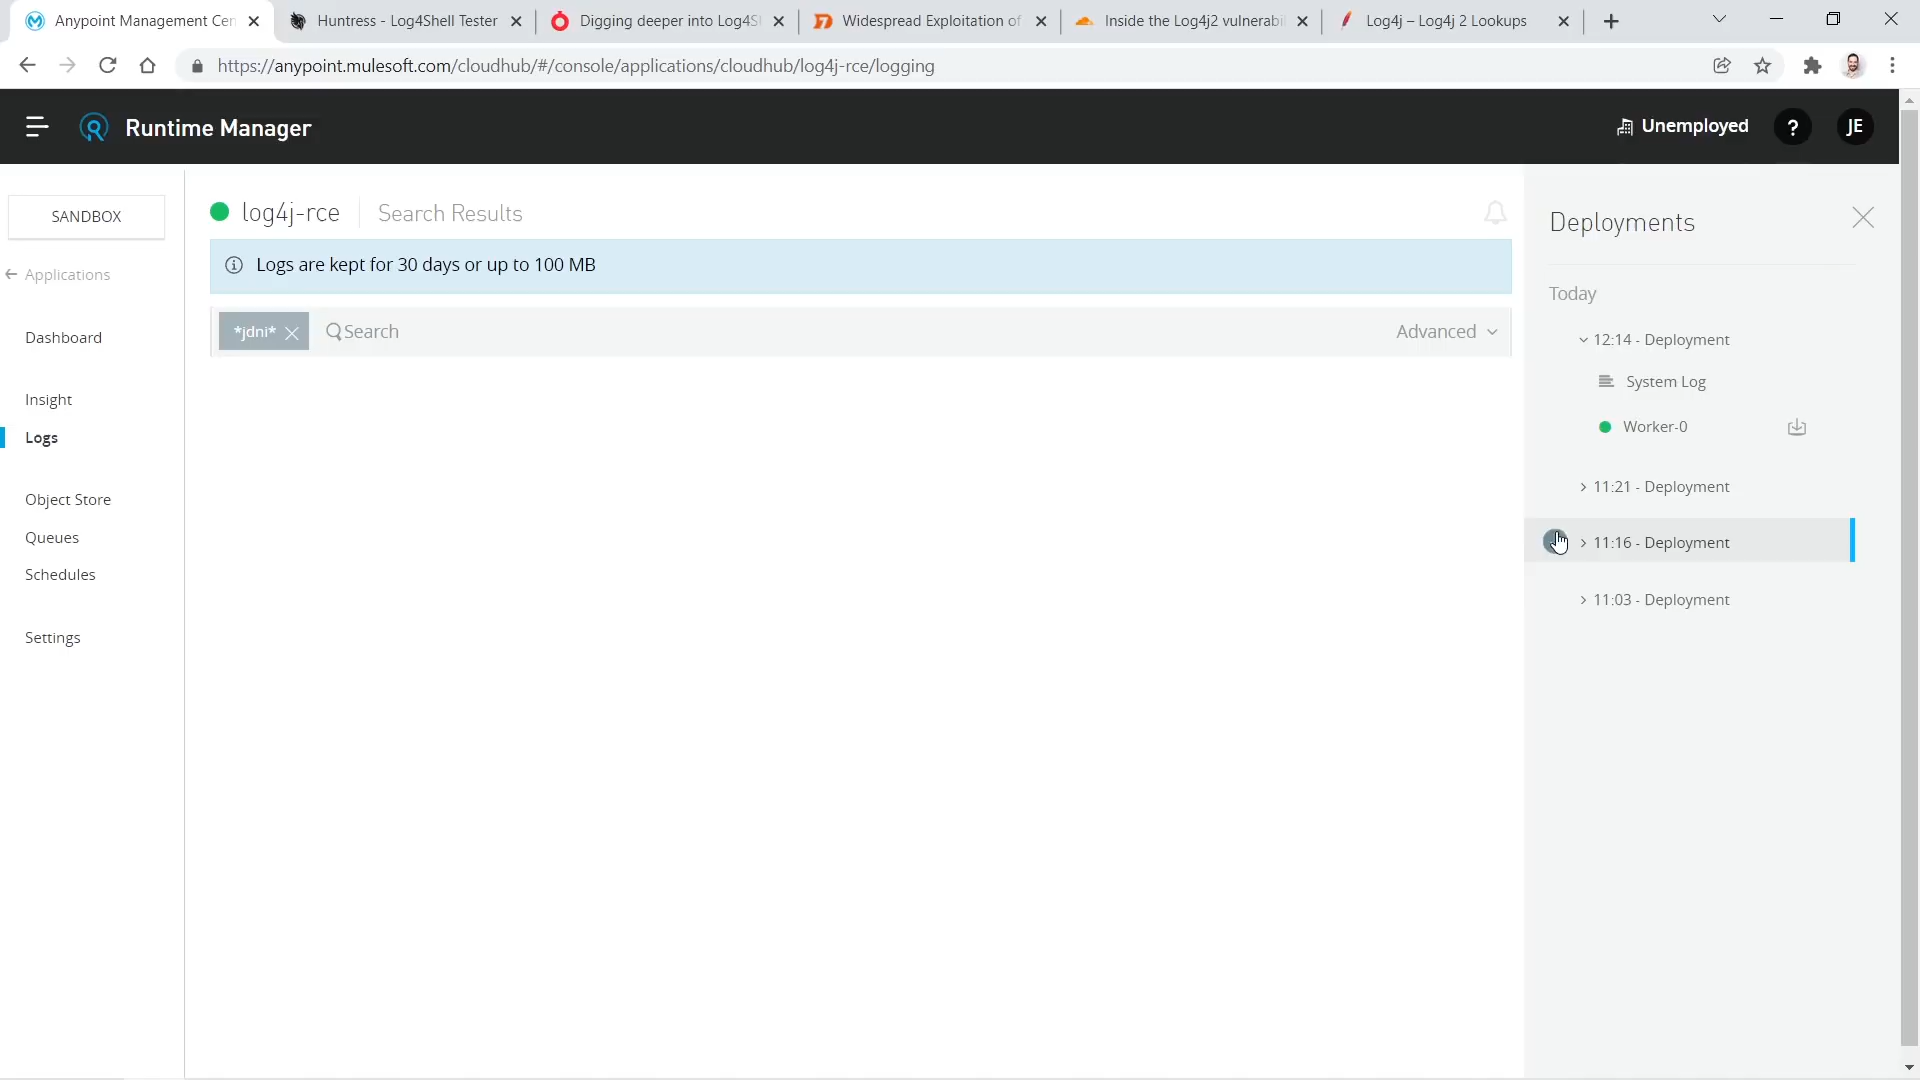 Anypoint Management Cen
Huntress - Log4Shell Tester
Digging deeper into Log4S
Widespread Exploitation of
Inside the Log4j2 vulnerabil
Log4j – Log4j 2 Lookups
https://anypoint.mulesoft.com/cloudhub/#/console/applications/cloudhub/log4j-rce/logging
Runtime Manager
Unemployed
?
JE
SANDBOX
Applications
Dashboard
Insight
Logs
Object Store
Queues
Schedules
Settings
log4j-rce
Search Results
Logs are kept for 30 days or up to 100 MB
*jdni*
Search
Advanced
Deployments
Today
12:14 - Deployment
System Log
Worker-0
11:21 - Deployment
11:16 - Deployment
11:03 - Deployment